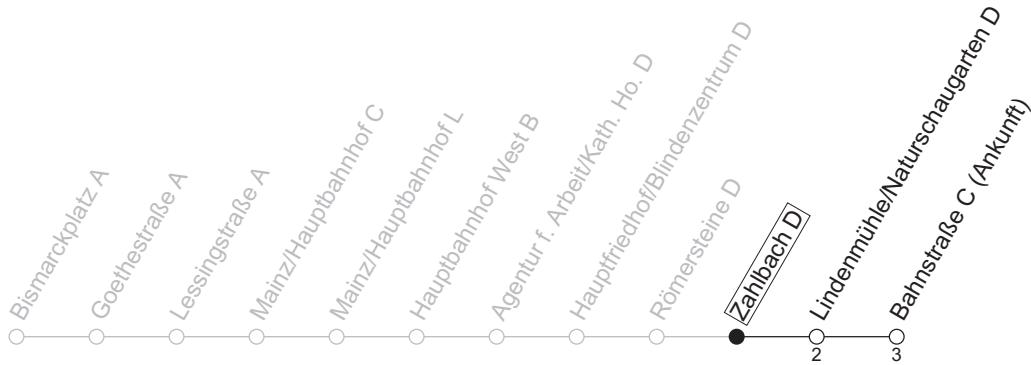 Bismarckplatz A
Goethestraße A
Lessingstraße A
Mainz/Hauptbahnhof C
Mainz/Hauptbahnhof L
Hauptbahnhof West B
Agentur f. Arbeit/Kath. Ho. D
Hauptfriedhof/Blindenzentrum D
Römersteine D
Zahlbach D
Lindenmühle/Naturschaugarten D
Bahnstraße C (Ankunft)
2
3